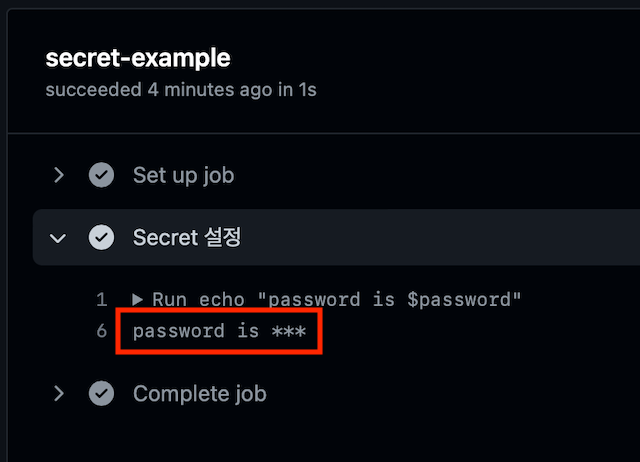 secret-example
succeeded 4 minutes ago in 1s
Set up job
Secret 설정
1 ▶ Run echo "password is $password"
6 password is ***
Complete job